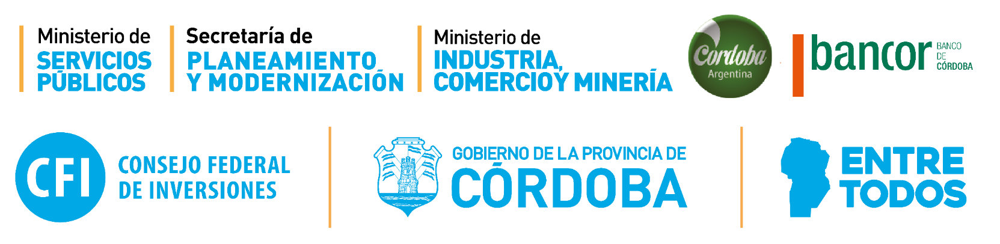 Ministerio de
SERVICIOS
PÚBLICOS
Secretaría de
PLANEAMIENTO
Y MODERNIZACIÓN
Ministerio de
INDUSTRIA,
COMERCIO Y MINERÍA
Córdoba
Argentina
bancor
BANCO
DE
CÓRDOBA
CFI
CONSEJO FEDERAL
DE INVERSIONES
GOBIERNO DE LA PROVINCIA DE
CÓRDOBA
ENTRE
TODOS